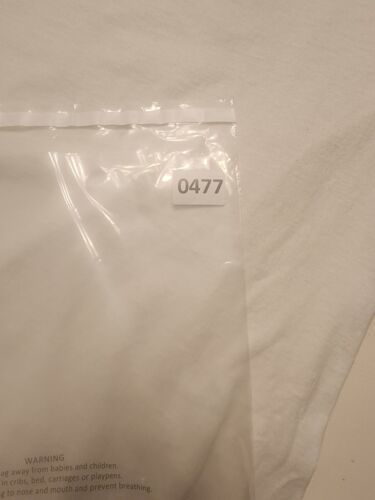 0477
WARNING
ag away from babies and children.
in cribs, bed, carriages or playpens.
g to nose and mouth and prevent breathing.